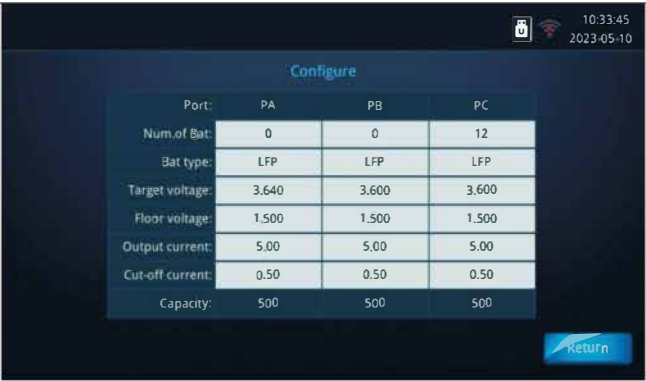 10:33:45
2023-05-10
Configure
Port: PA PB PC
Num.of Bat: 0 0 12
Bat type: LFP LFP LFP
Target voltage: 3.640 3.600 3.600
Floor voltage: 1.500 1.500 1.500
Output current: 5.00 5.00 5.00
Cut-off current: 0.50 0.50 0.50
Capacity: 500 500 500
Return